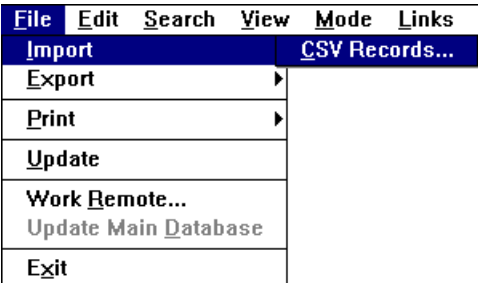 File Edit Search View Mode Links
Import CSV Records...
Export
Print
Update
Work Remote...
Update Main Database
Exit